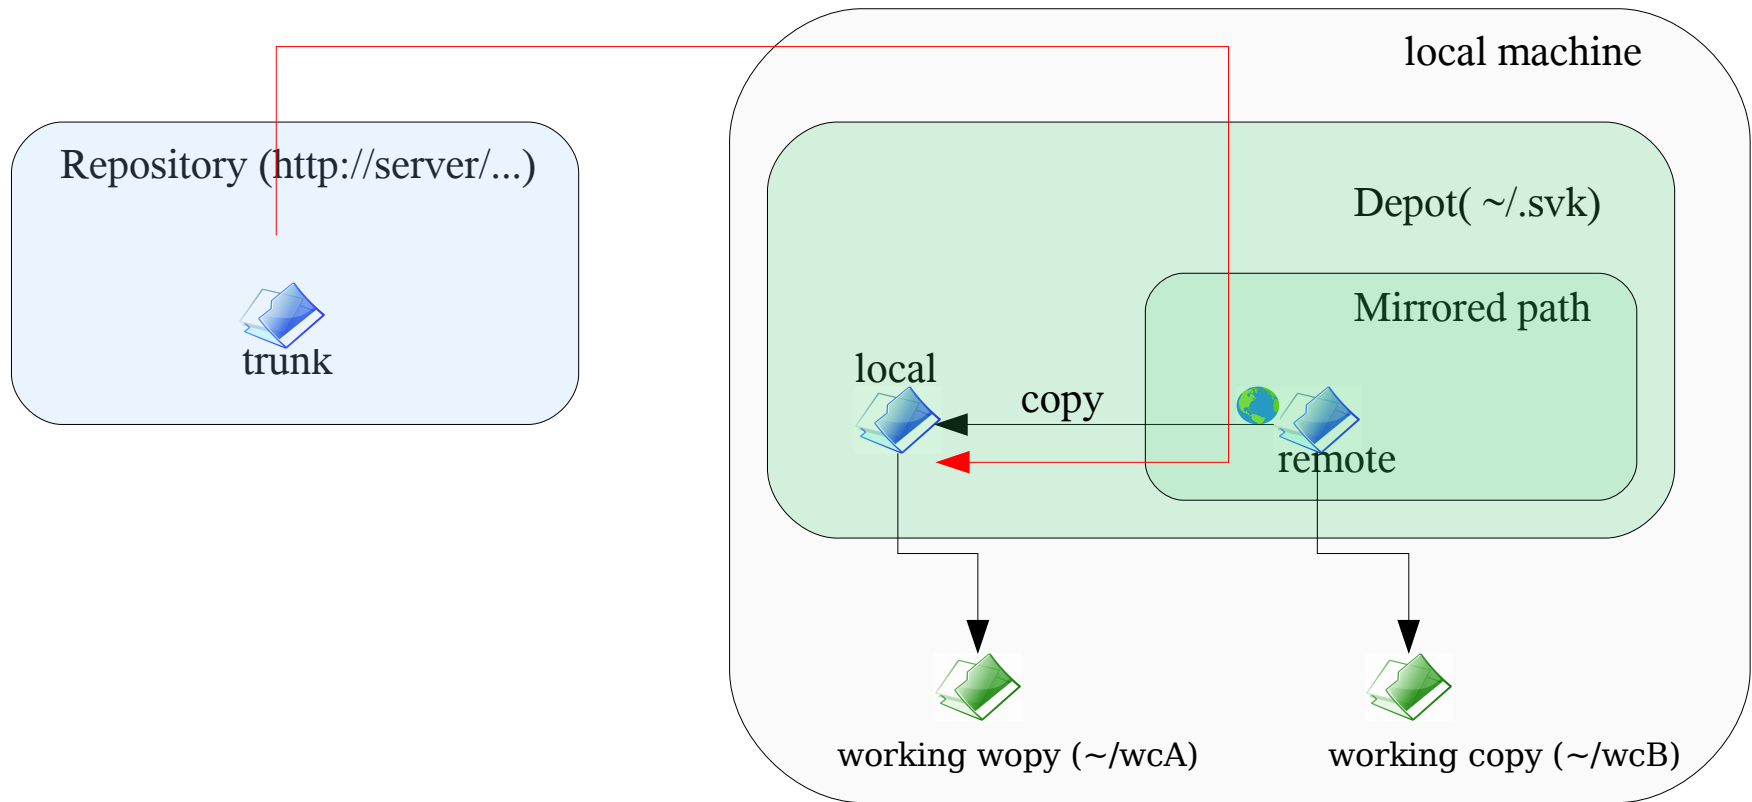 local machine
Repository (http://server/...)
Depot( ~/.svk)
Mirrored path
trunk
local
copy
remote
working wopy (~/wcA)
working copy (~/wcB)